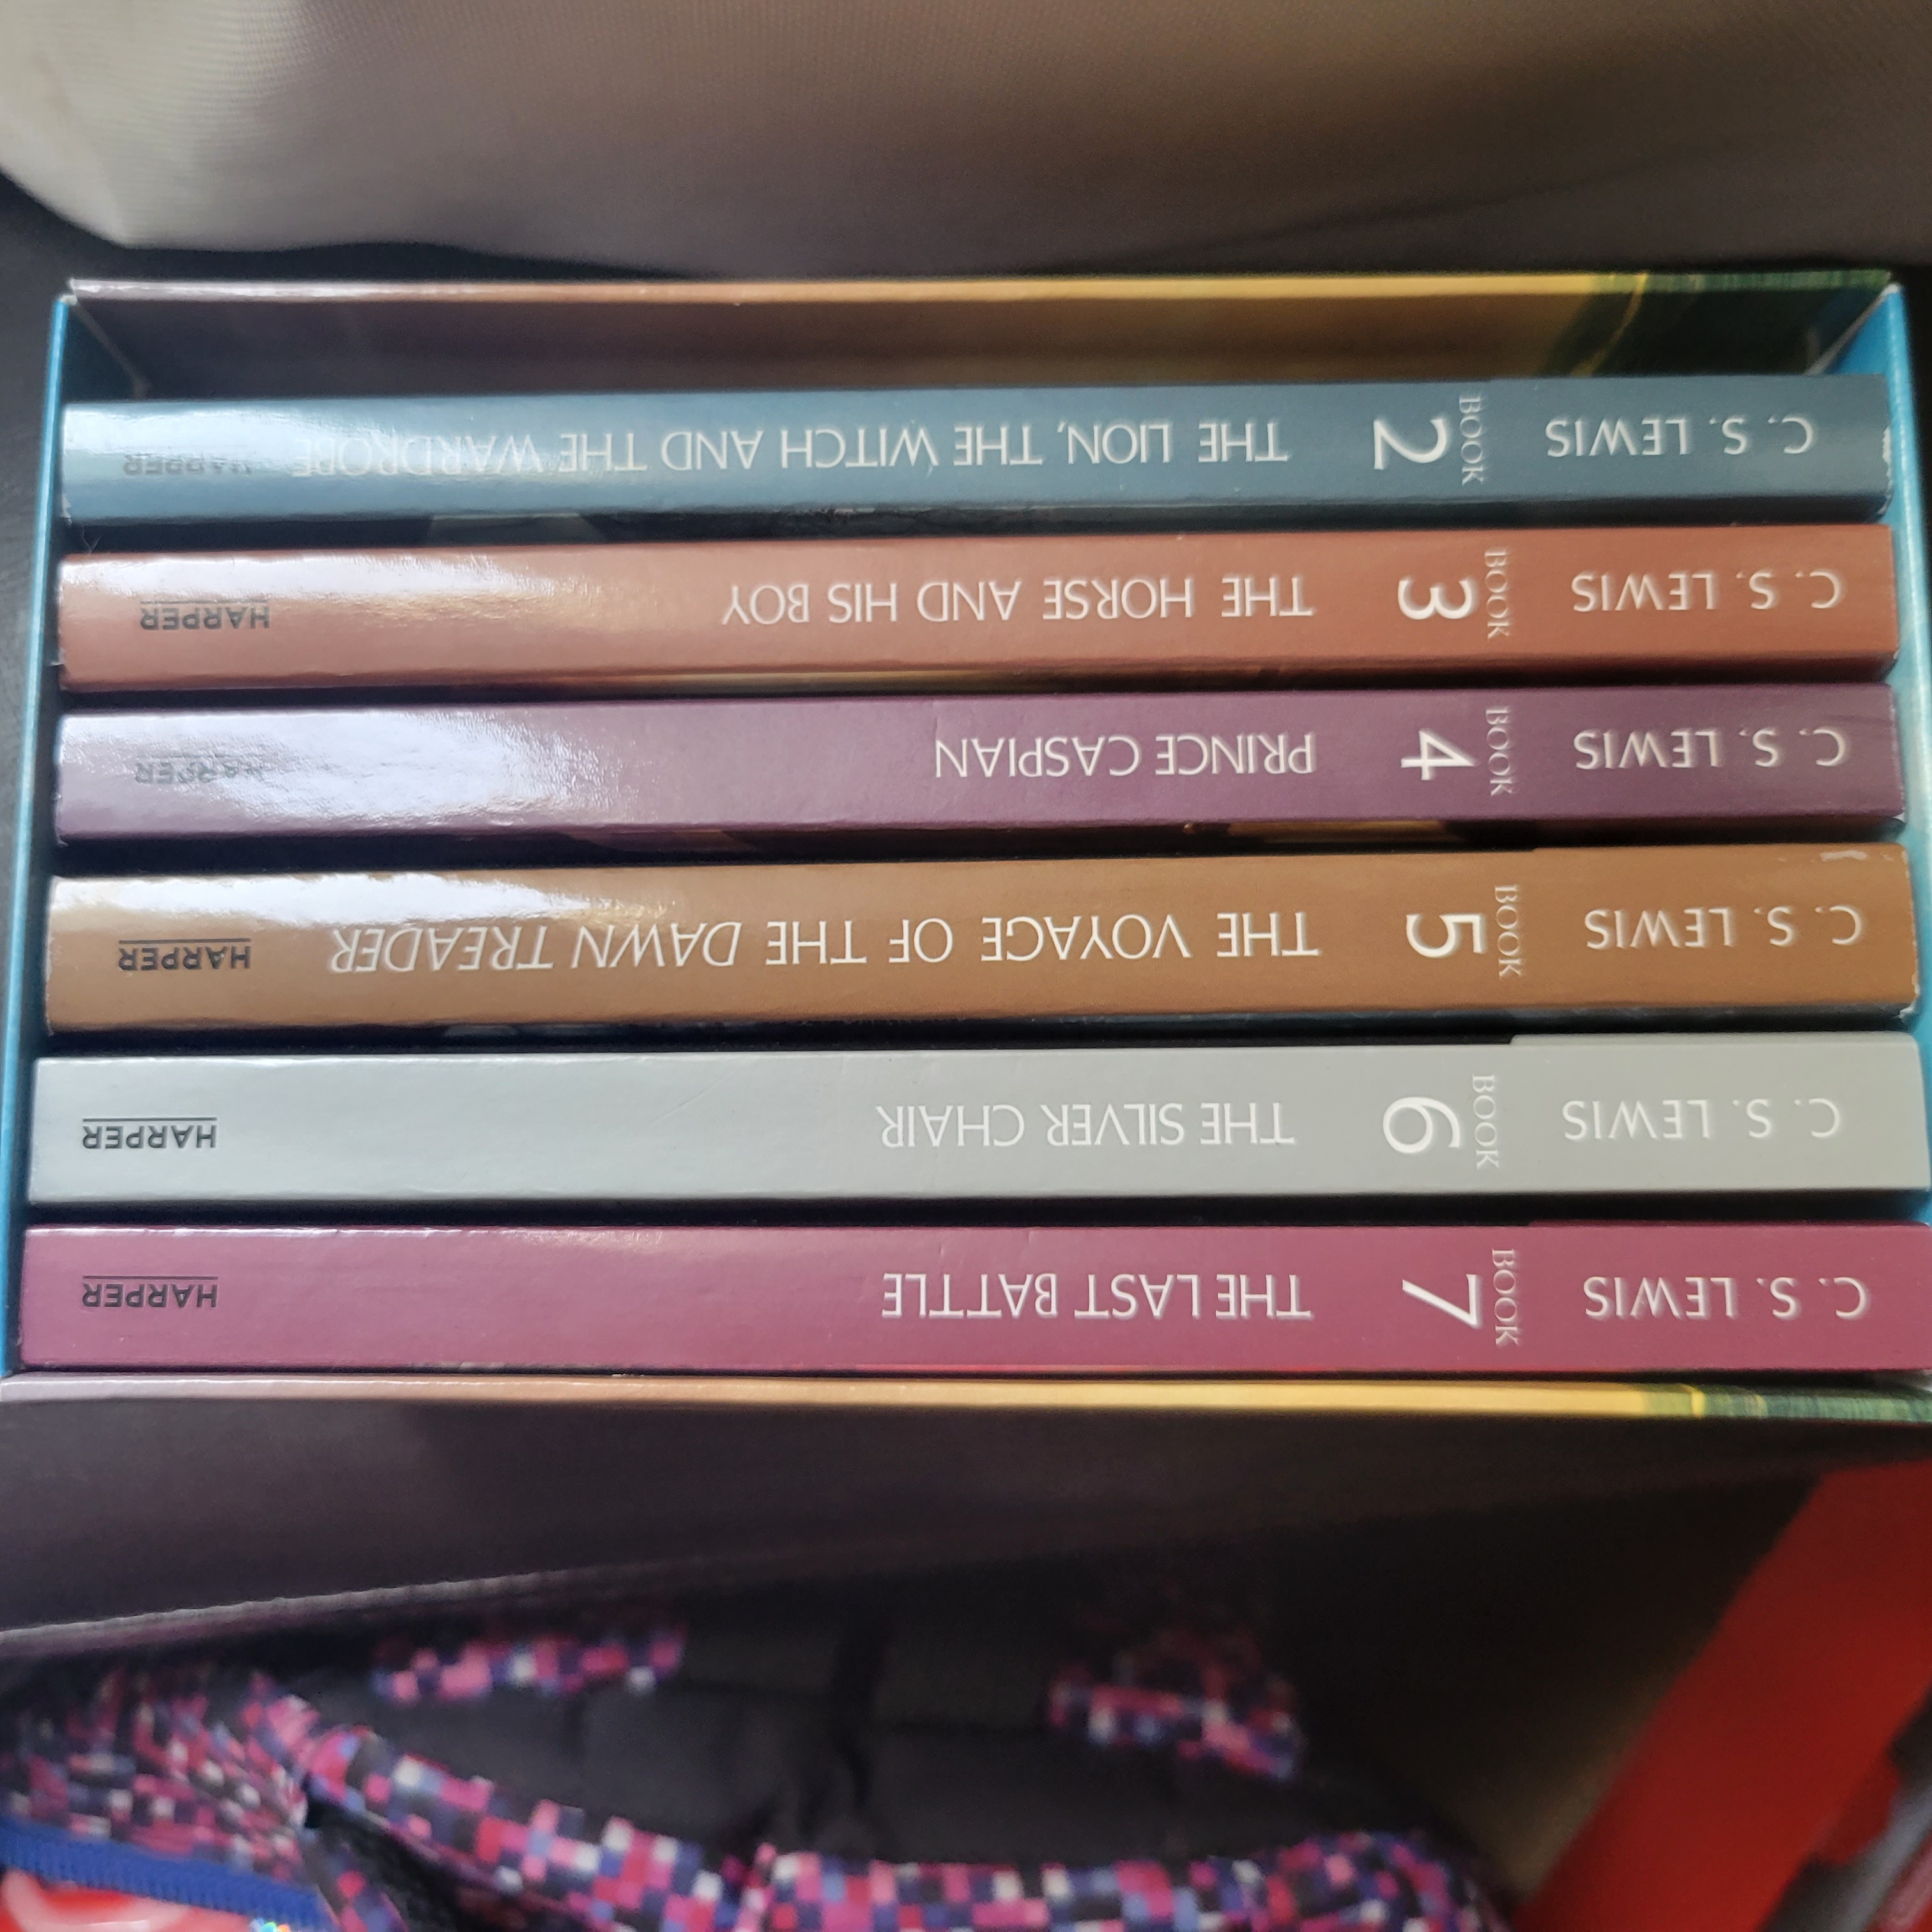 C. S. LEWIS
BOOK
2
THE LION, THE WITCH AND THE WARDROBE
HARPER
C. S. LEWIS
BOOK
3
THE HORSE AND HIS BOY
HARPER
C. S. LEWIS
BOOK
4
PRINCE CASPIAN
HARPER
C. S. LEWIS
BOOK
5
THE VOYAGE OF THE DAWN TREADER
HARPER
C. S. LEWIS
BOOK
6
THE SILVER CHAIR
HARPER
C. S. LEWIS
BOOK
7
THE LAST BATTLE
HARPER